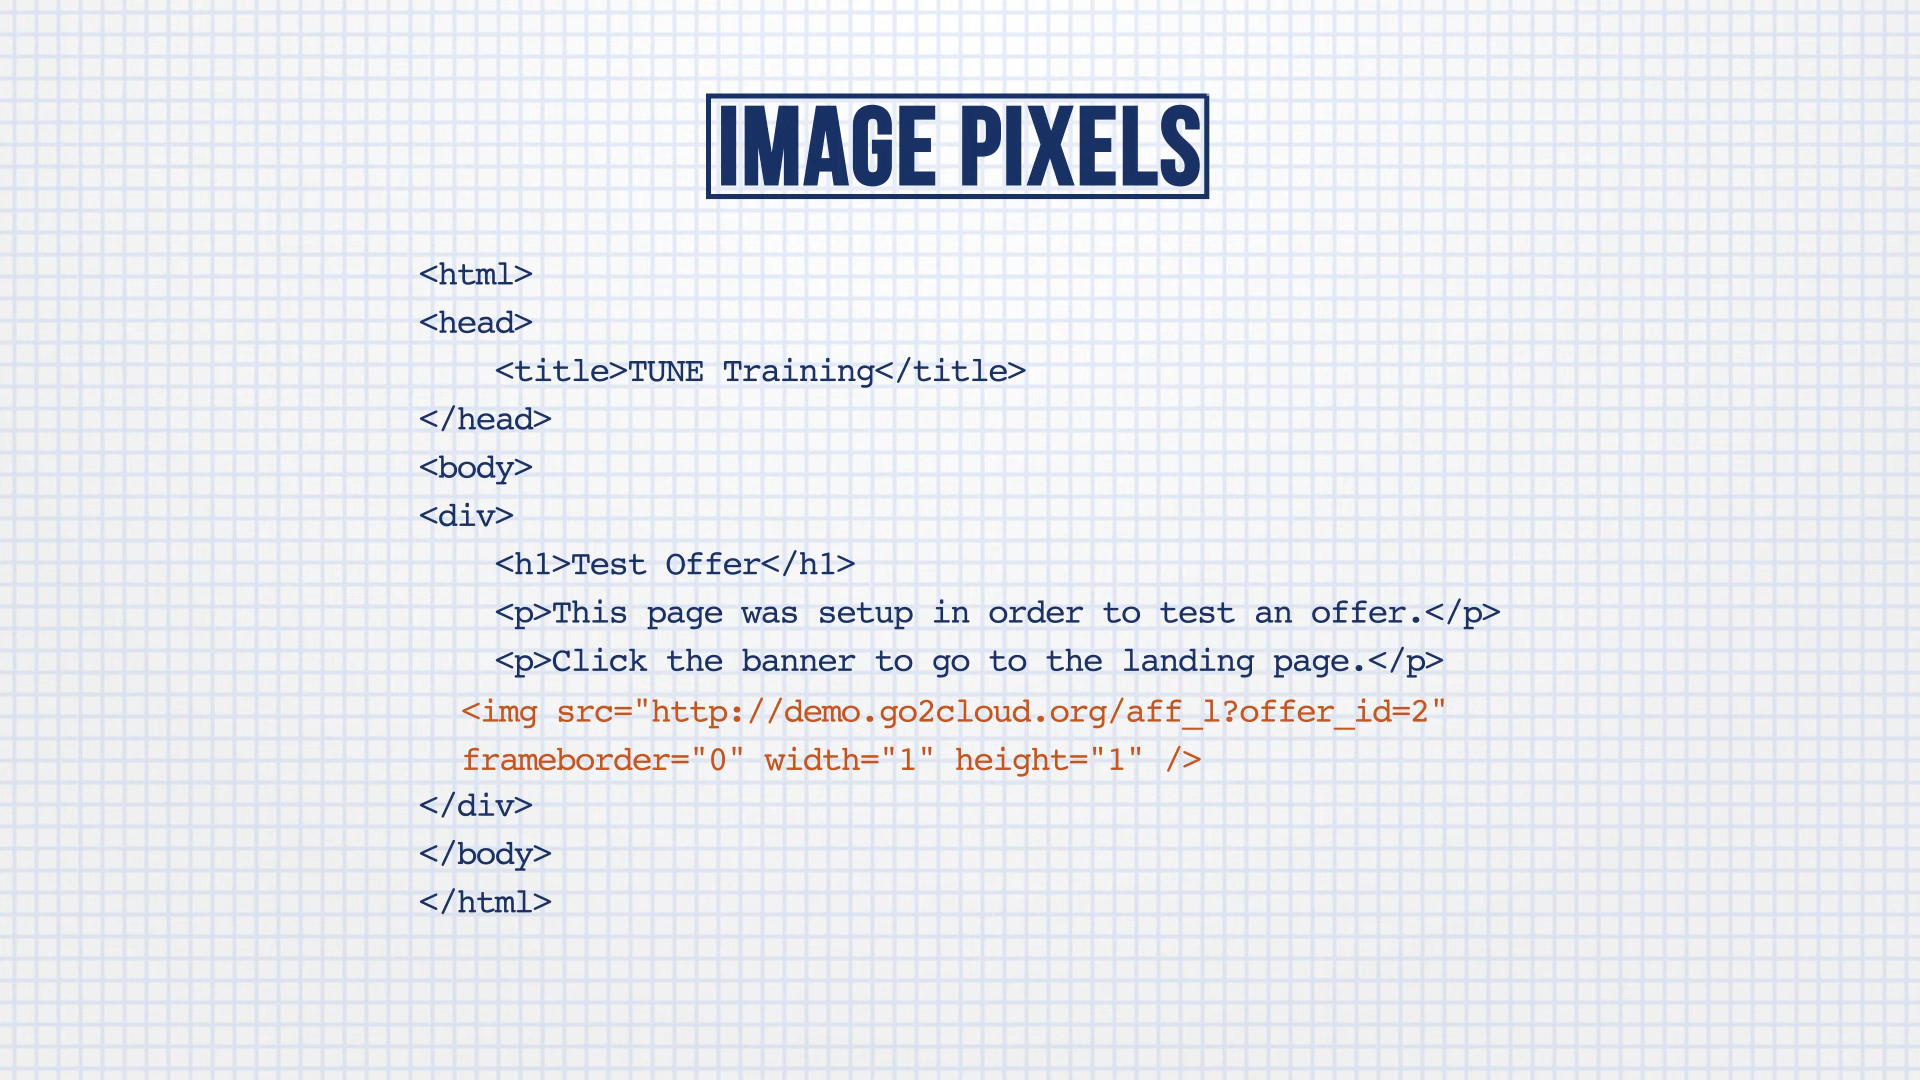 IMAGE PIXELS
<html>
<head>
<title>TUNE Training</title>
</head>
<body>
<div>
<h1>Test Offer</h1>
<p>This page was setup in order to test an offer.</p>
<p>Click the banner to go to the landing page.</p>
<img src="http://demo.go2cloud.org/aff_l?offer_id=2"
frameborder="0" width="1" height="1" />
</div>
</body>
</html>